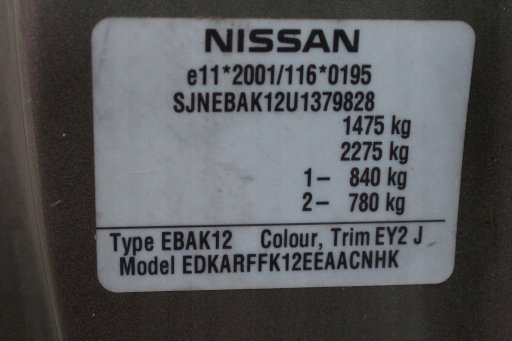 NISSAN
e11*2001/116*0195
SJNEBAK12U1379828
1475 kg
2275 kg
1– 840 kg
2– 780 kg
Type EBAK12 Colour, Trim EY2 J
Model EDKARFFK12EEAACNHK